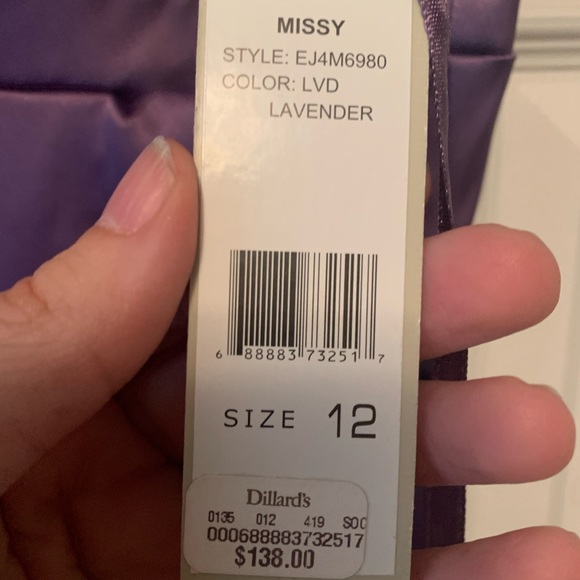 MISSY
STYLE: EJ4M6980
COLOR: LVD
LAVENDER
6 88883 73251 7
SIZE 12
Dillard's
0135 012 419 SOC
000688883732517
$138.00